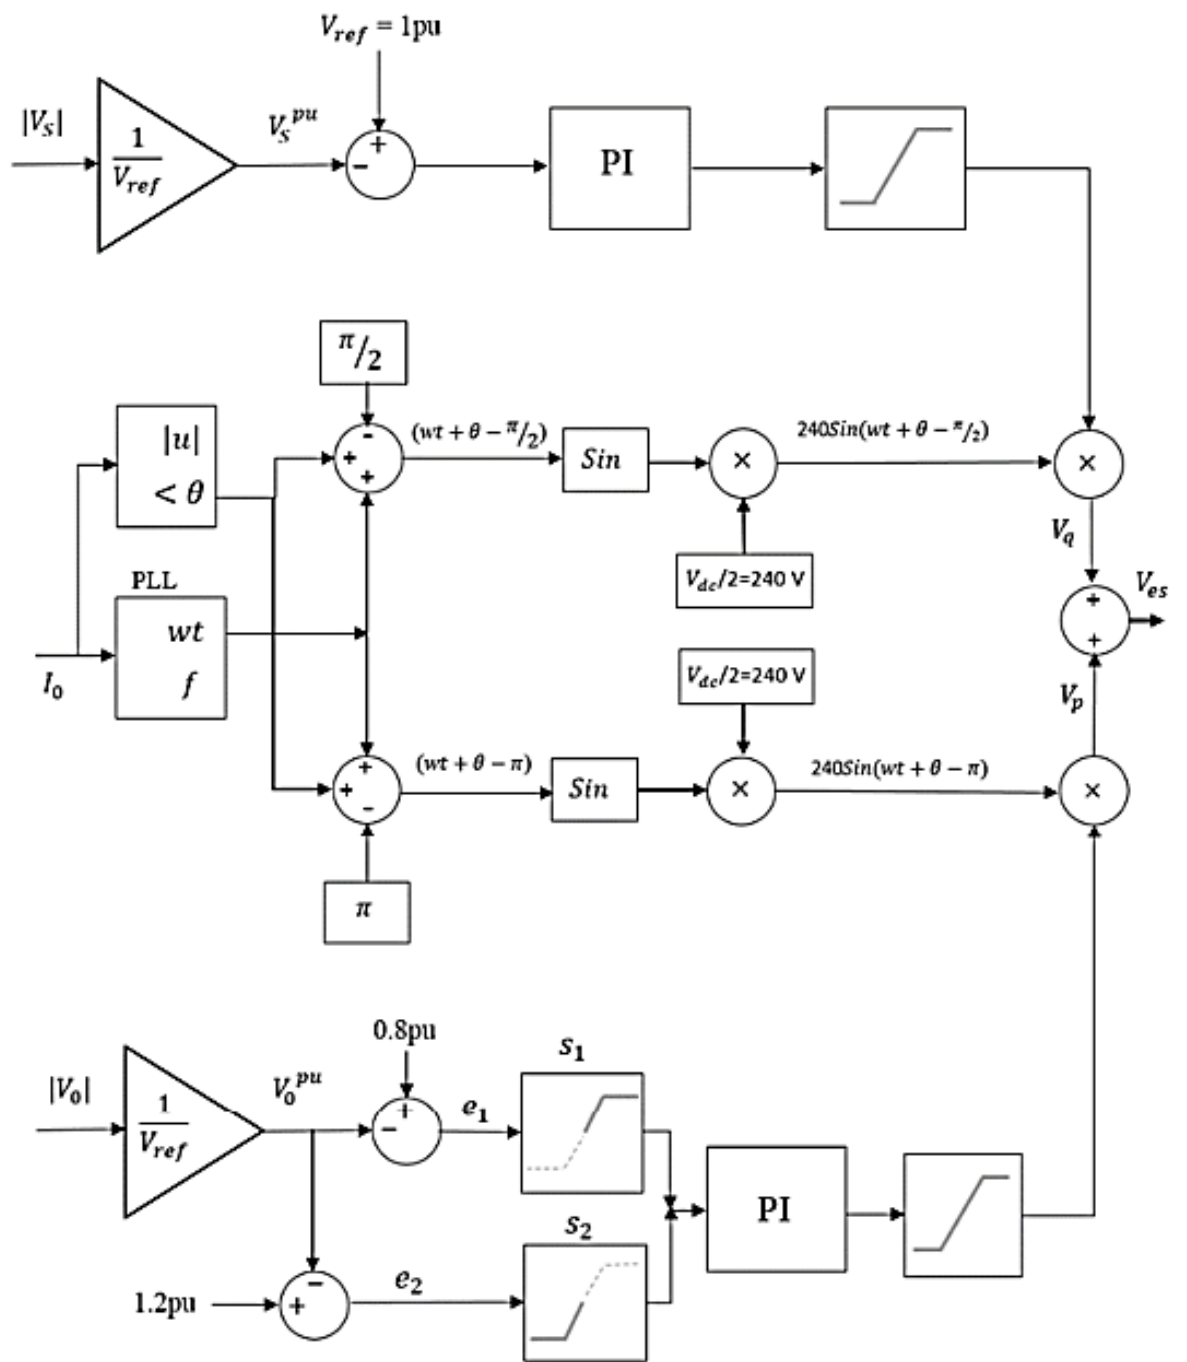 V_ref = 1pu
|V_S|
1/V_ref
V_S^pu
+
−
PI
π/2
|u|
< θ
-
+
+
(wt + θ − π/2)
Sin
×
240Sin(wt + θ − π/2)
×
V_q
V_dc/2=240 V
PLL
wt
f
I_0
+
+
V_es
V_dc/2=240 V
V_p
+
+
-
(wt + θ − π)
Sin
×
240Sin(wt + θ − π)
×
π
0.8pu
|V_0|
1/V_ref
V_0^pu
+
−
e_1
s_1
PI
s_2
−
+
1.2pu
e_2